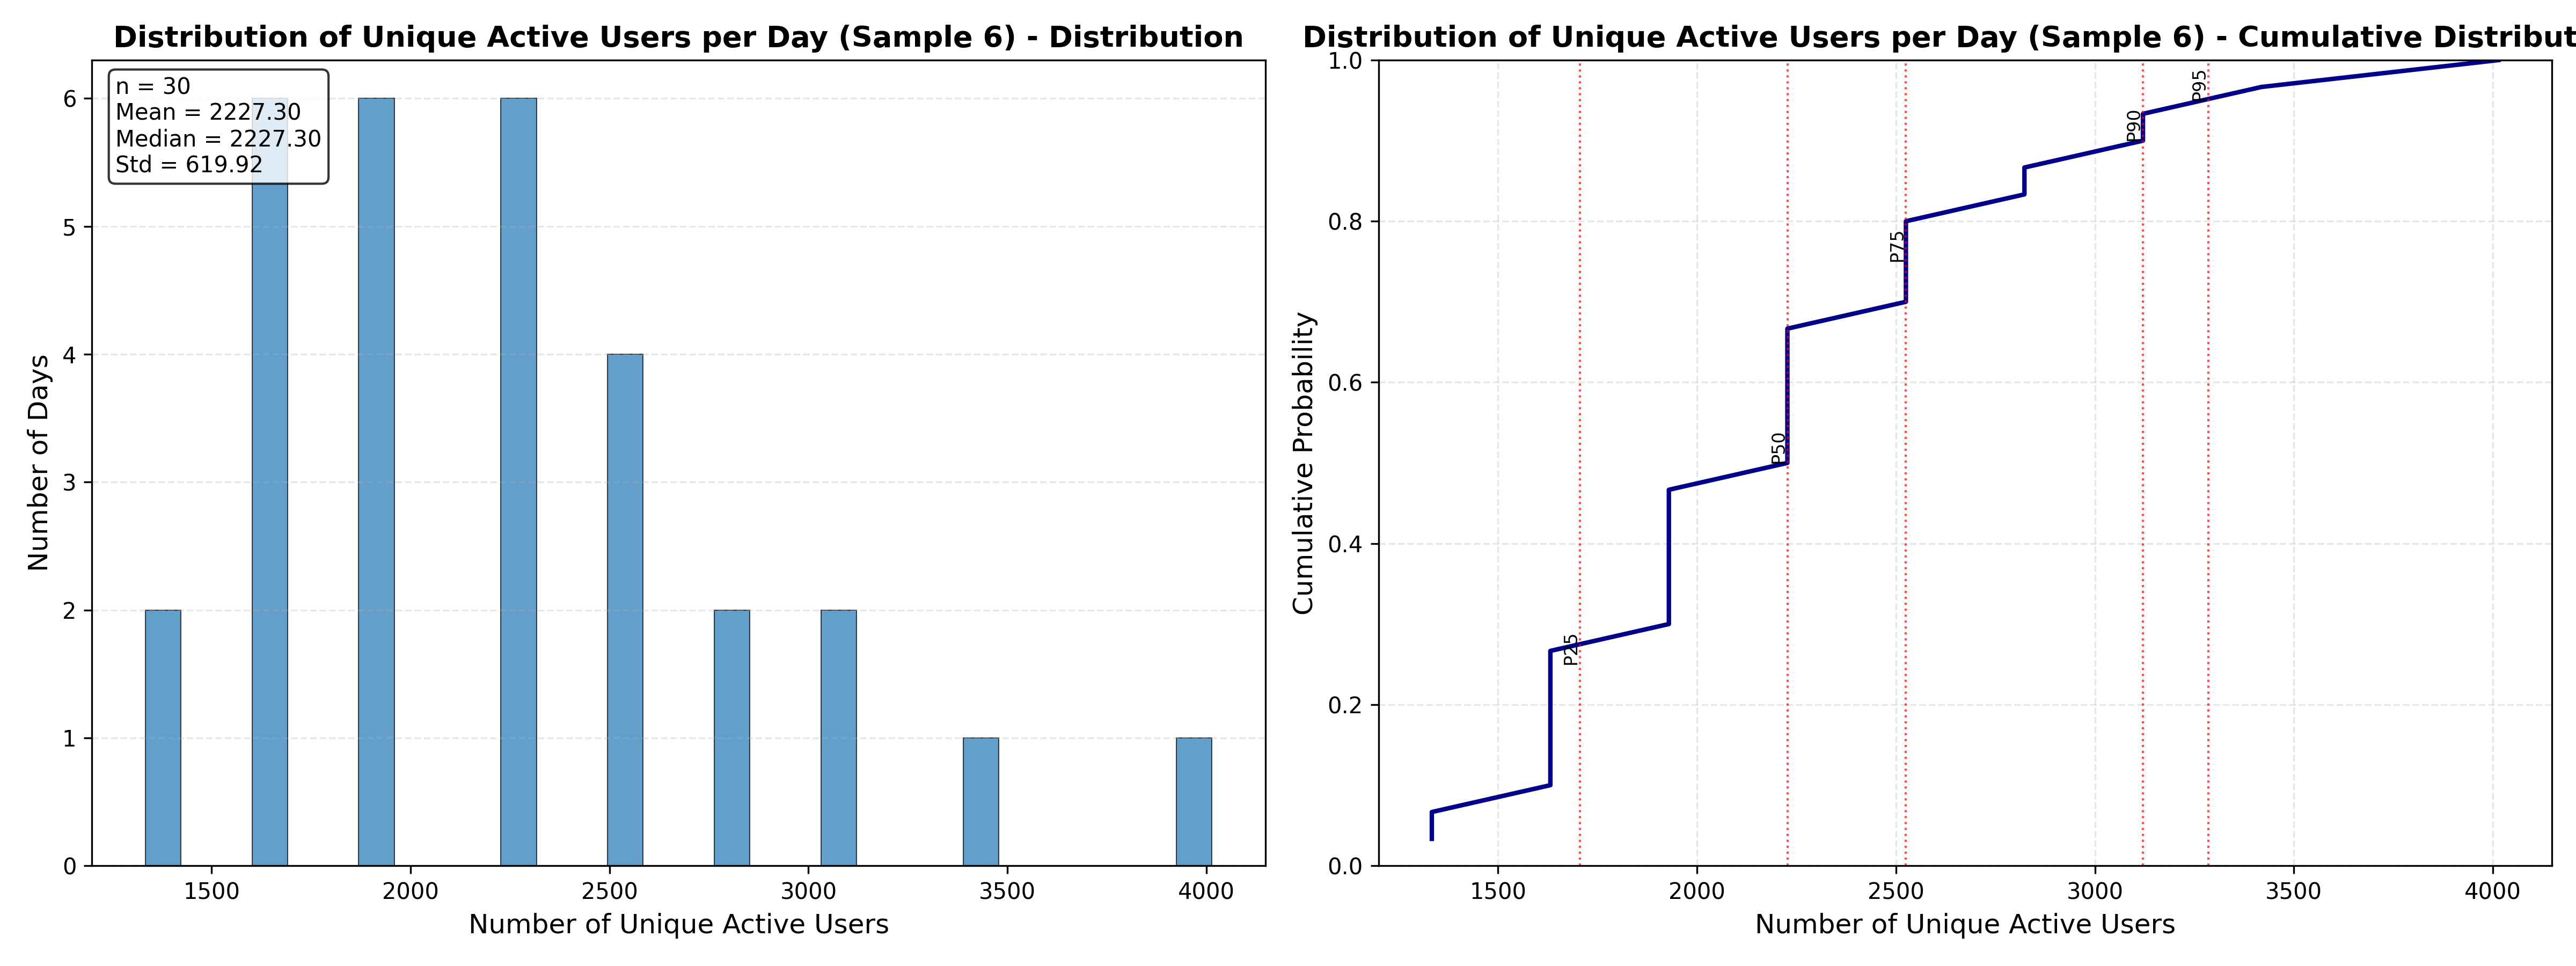 Distribution of Unique Active Users per Day (Sample 6) - Distribution
n = 30
Mean = 2227.30
Median = 2227.30
Std = 619.92
Number of Days
6
5
4
3
2
1
0
1500 2000 2500 3000 3500 4000
Number of Unique Active Users
Distribution of Unique Active Users per Day (Sample 6) - Cumulative Distribut
Cumulative Probability
1.0
0.8
0.6
0.4
0.2
0.0
P25
P50
P75
P90
P95
1500 2000 2500 3000 3500 4000
Number of Unique Active Users